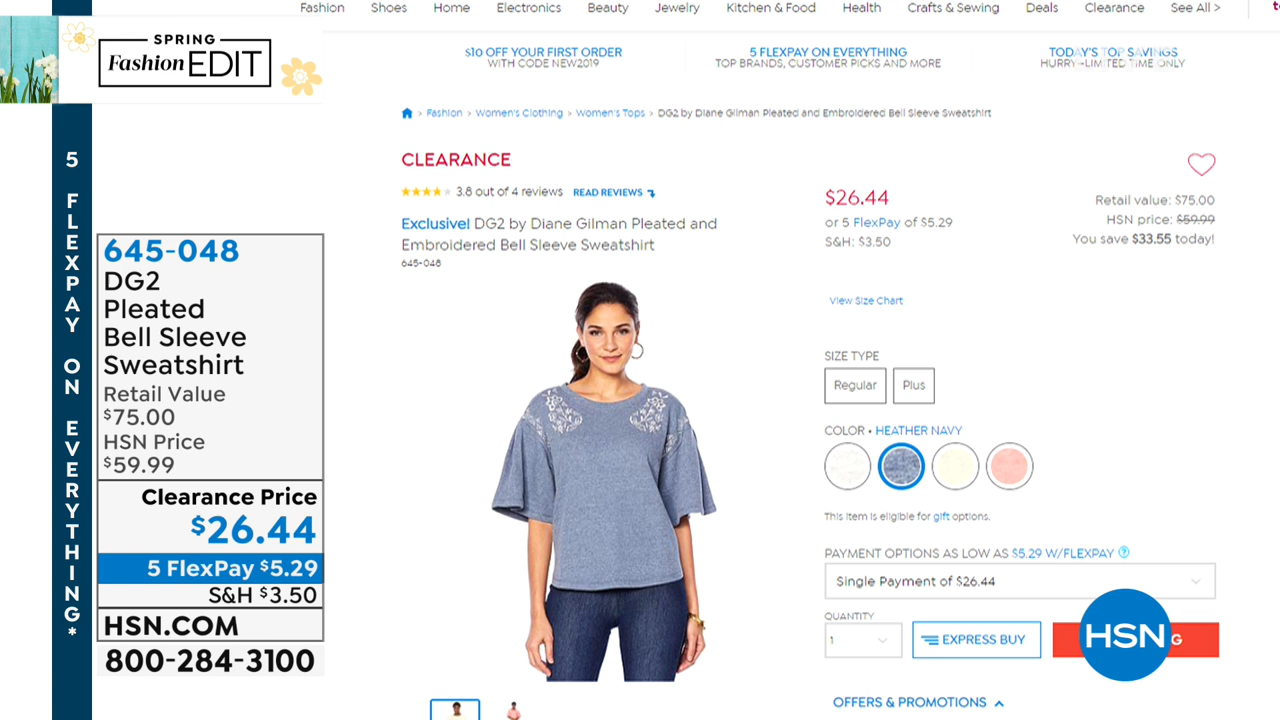 Fashion Shoes Home Electronics Beauty Jewelry Kitchen & Food Health Crafts & Sewing Deals Clearance See All >
SPRING
Fashion EDIT
$10 OFF YOUR FIRST ORDER
WITH CODE NEW2019
5 FLEXPAY ON EVERYTHING
TOP BRANDS, CUSTOMER PICKS AND MORE
TODAY'S TOP SAVINGS
HURRY-LIMITED TIME ONLY
> Fashion > Women's Clothing > Women's Tops > DG2 by Diane Gilman Pleated and Embroidered Bell Sleeve Sweatshirt
5 FLEXPAY ON EVERYTHING*
645-048
DG2
Pleated
Bell Sleeve
Sweatshirt
Retail Value
$75.00
HSN Price
$59.99
Clearance Price
$26.44
5 FlexPay $5.29
S&H $3.50
HSN.COM
800-284-3100
CLEARANCE
3.8 out of 4 reviews READ REVIEWS
Exclusive! DG2 by Diane Gilman Pleated and
Embroidered Bell Sleeve Sweatshirt
645-048
$26.44
or 5 FlexPay of $5.29
S&H: $3.50
Retail value: $75.00
HSN price: $59.99
You save $33.55 today!
View Size Chart
SIZE TYPE
Regular Plus
COLOR • HEATHER NAVY
This item is eligible for gift options.
PAYMENT OPTIONS AS LOW AS $5.29 W/FLEXPAY ?
Single Payment of $26.44
QUANTITY
1
EXPRESS BUY
HSN
G
OFFERS & PROMOTIONS